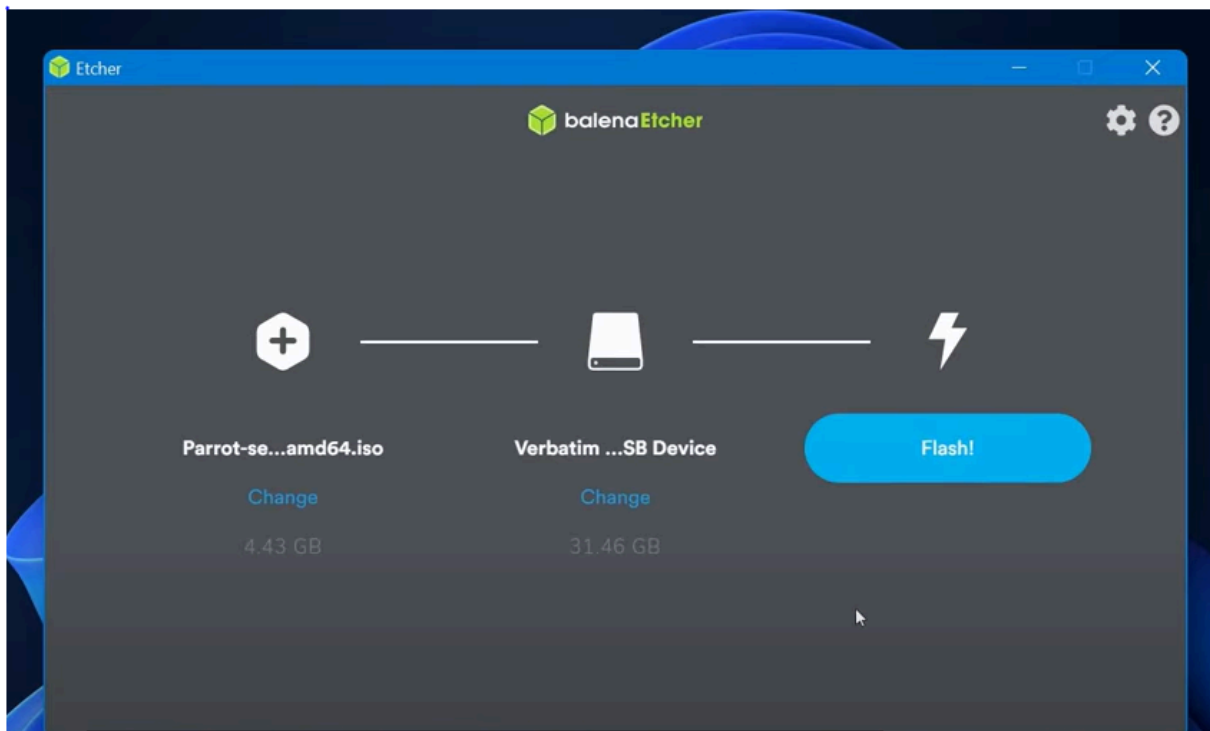 Etcher
balenaEtcher
Parrot-se...amd64.iso
Verbatim ...SB Device
Flash!
Change
Change
4.43 GB
31.46 GB